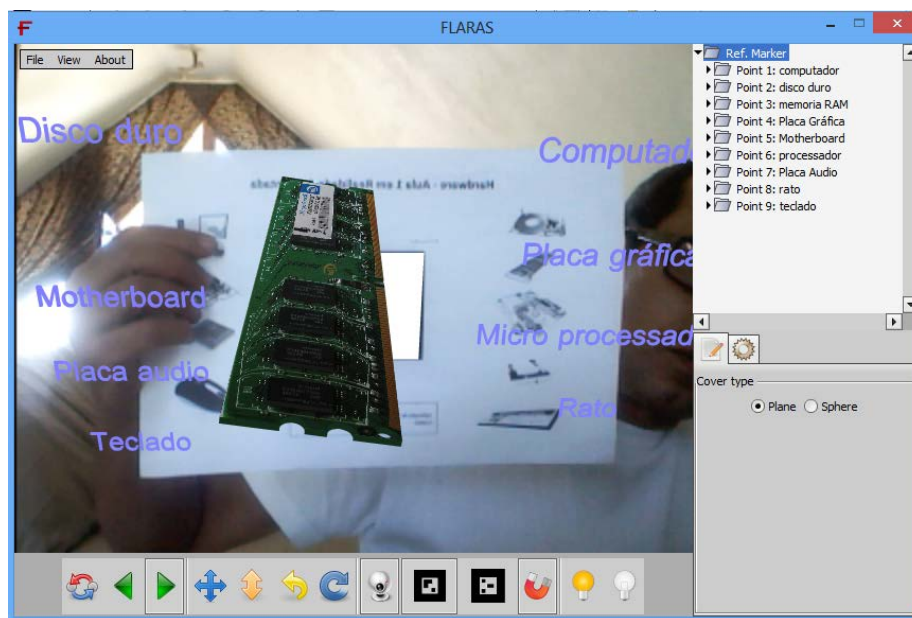 FLARAS
File View About
Disco duro
Computad
Placa gráfica
Motherboard
Micro processad
Placa audio
Rato
Teclado
Ref. Marker
Point 1: computador
Point 2: disco duro
Point 3: memoria RAM
Point 4: Placa Gráfica
Point 5: Motherboard
Point 6: processador
Point 7: Placa Audio
Point 8: rato
Point 9: teclado
Cover type
Plane Sphere
Hardware - Aula 1 em